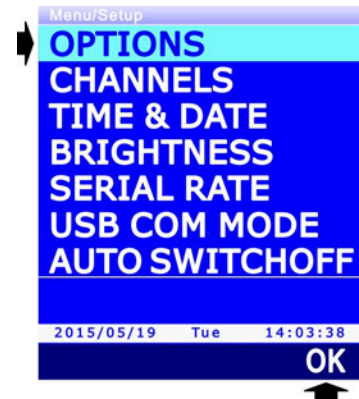 Menu/Setup
OPTIONS
CHANNELS
TIME & DATE
BRIGHTNESS
SERIAL RATE
USB COM MODE
AUTO SWITCHOFF
2015/05/19 Tue 14:03:38
OK